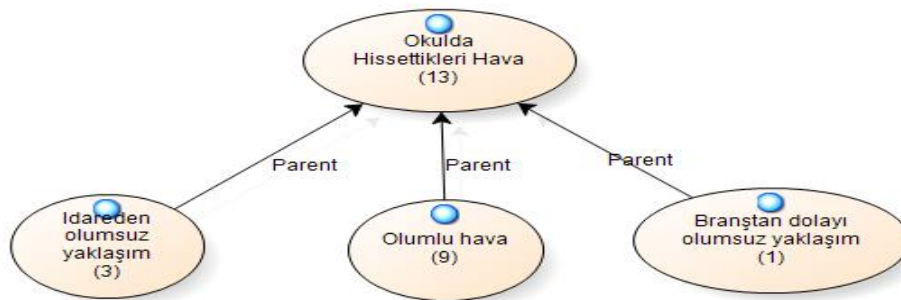 Okulda
Hissettikleri Hava
(13)
Parent
Parent
Parent
İdareden
olumsuz
yaklaşım
(3)
Olumlu hava
(9)
Branştan dolayı
olumsuz yaklaşım
(1)